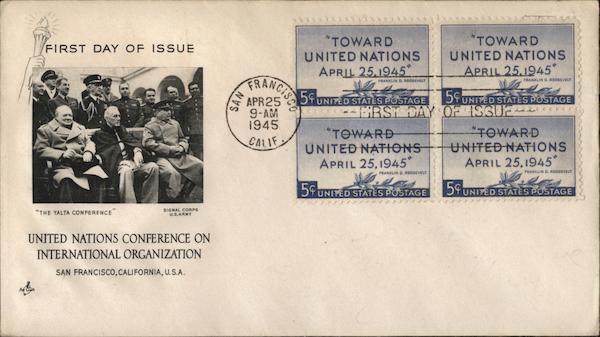 FIRST DAY OF ISSUE
"THE YALTA CONFERENCE"
SIGNAL CORPS
U.S. ARMY
UNITED NATIONS CONFERENCE ON
INTERNATIONAL ORGANIZATION
SAN FRANCISCO, CALIFORNIA, U.S.A.
SAN FRANCISCO
APR 25
9-AM
1945
CALIF.
FIRST DAY OF ISSUE
"TOWARD
UNITED NATIONS
APRIL 25, 1945"
FRANKLIN D. ROOSEVELT
5¢ UNITED STATES POSTAGE
"TOWARD
UNITED NATIONS
APRIL 25, 1945"
FRANKLIN D. ROOSEVELT
5¢ UNITED STATES POSTAGE
"TOWARD
UNITED NATIONS
APRIL 25, 1945"
FRANKLIN D. ROOSEVELT
5¢ UNITED STATES POSTAGE
"TOWARD
UNITED NATIONS
APRIL 25, 1945"
FRANKLIN D. ROOSEVELT
5¢ UNITED STATES POSTAGE